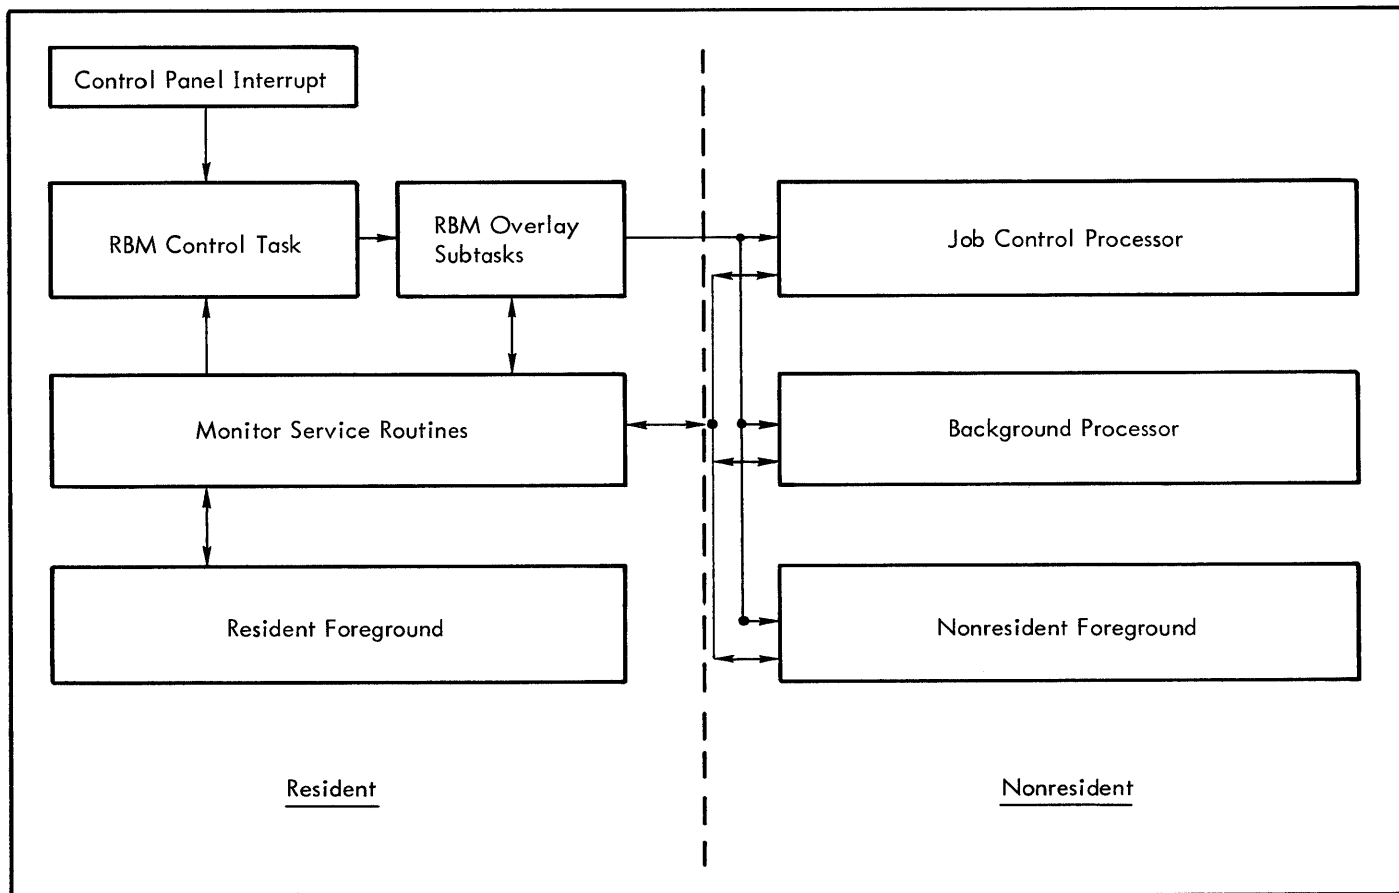 Control Panel Interrupt
RBM Control Task
RBM Overlay
Subtasks
Job Control Processor
Monitor Service Routines
Background Processor
Resident Foreground
Nonresident Foreground
Resident
Nonresident